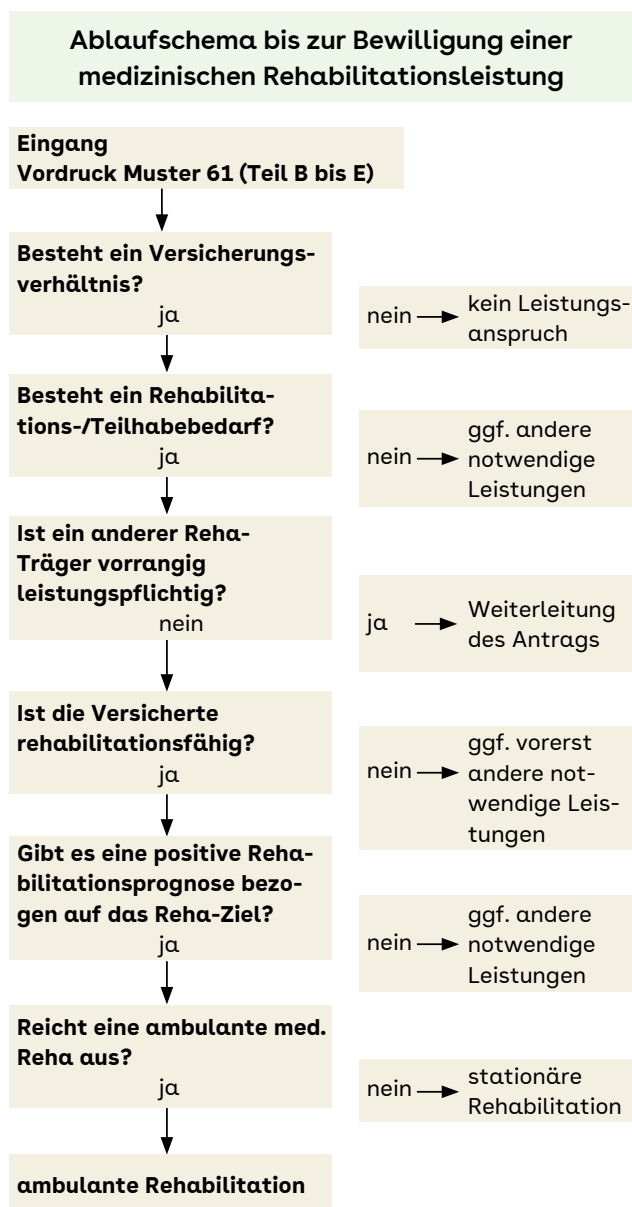 Ablaufschema bis zur Bewilligung einer
medizinischen Rehabilitationsleistung
Eingang
Vordruck Muster 61 (Teil B bis E)
Besteht ein Versicherungs-
verhältnis?
ja
nein
kein Leistungs-
anspruch
Besteht ein Rehabilita-
tions-/Teilhabebedarf?
ja
nein
ggf. andere
notwendige
Leistungen
Ist ein anderer Reha-
Träger vorrangig
leistungspflichtig?
nein
ja
Weiterleitung
des Antrags
Ist die Versicherte
rehabilitationsfähig?
ja
nein
ggf. vorerst
andere not-
wendige Leis-
tungen
Gibt es eine positive Reha-
bilitationsprognose bezo-
gen auf das Reha-Ziel?
ja
nein
ggf. andere
notwendige
Leistungen
Reicht eine ambulante med.
Reha aus?
ja
nein
stationäre
Rehabilitation
ambulante Rehabilitation